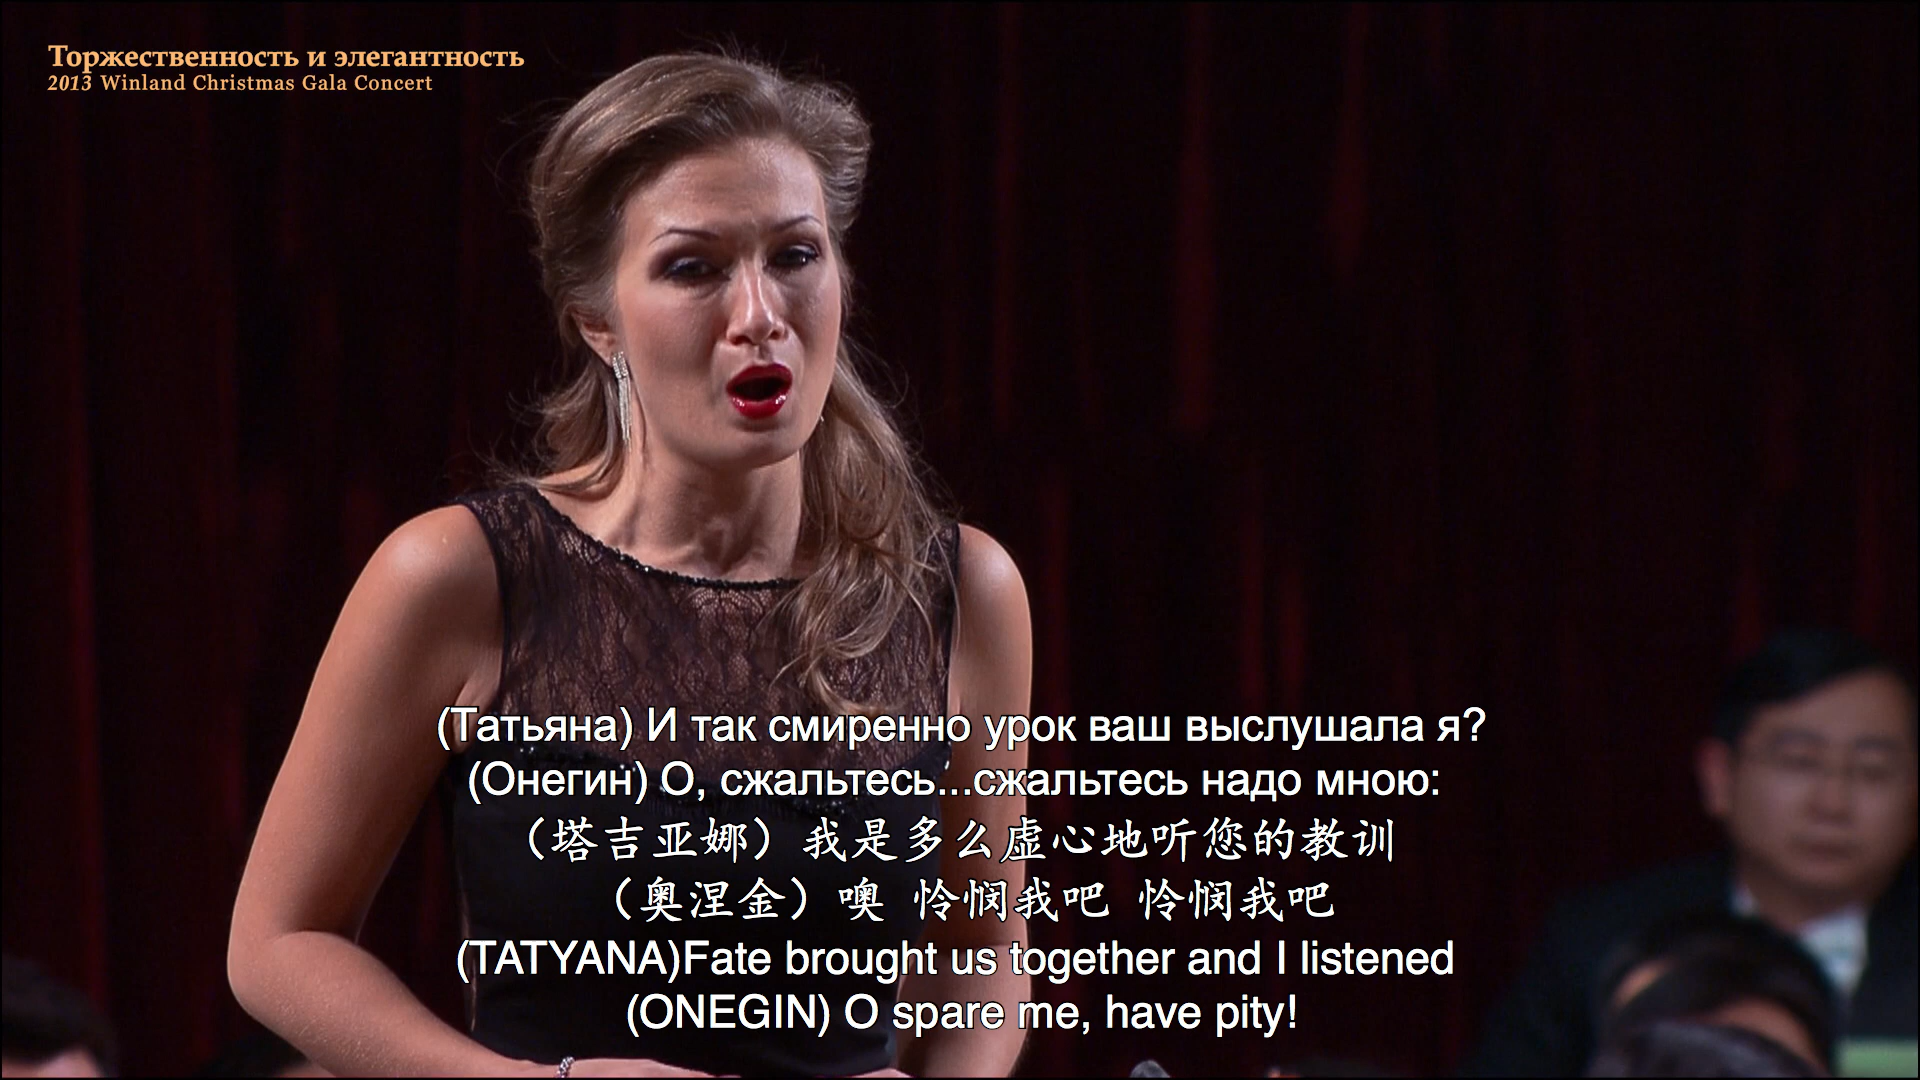 Торжественность и элегантность
2013 Winland Christmas Gala Concert
(Татьяна) И так смиренно урок ваш выслушала я?
(Онегин) О, сжальтесь...сжальтесь надо мною:
（塔吉亚娜）我是多么虚心地听您的教训
（奥涅金）噢 怜悯我吧 怜悯我吧
(TATYANA)Fate brought us together and I listened
(ONEGIN) O spare me, have pity!